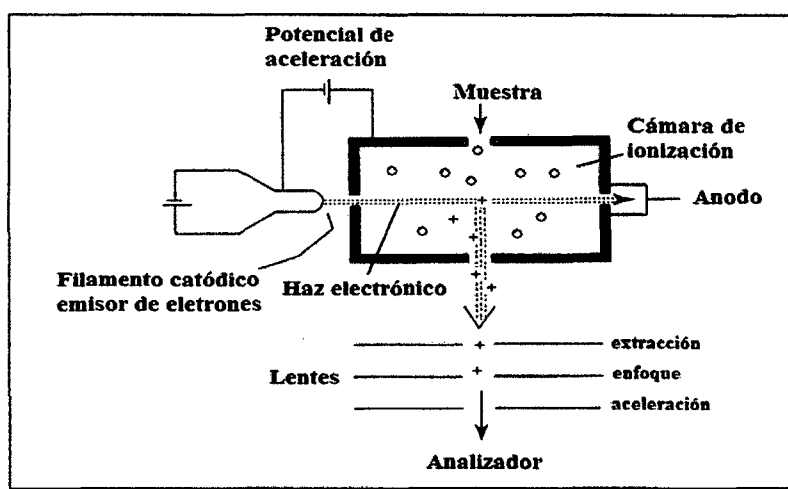 Potencial de
aceleración
Muestra
Cámara de
ionización
Anodo
Filamento catódico
emisor de eletrones
Haz electrónico
extracción
Lentes
enfoque
aceleración
Analizador